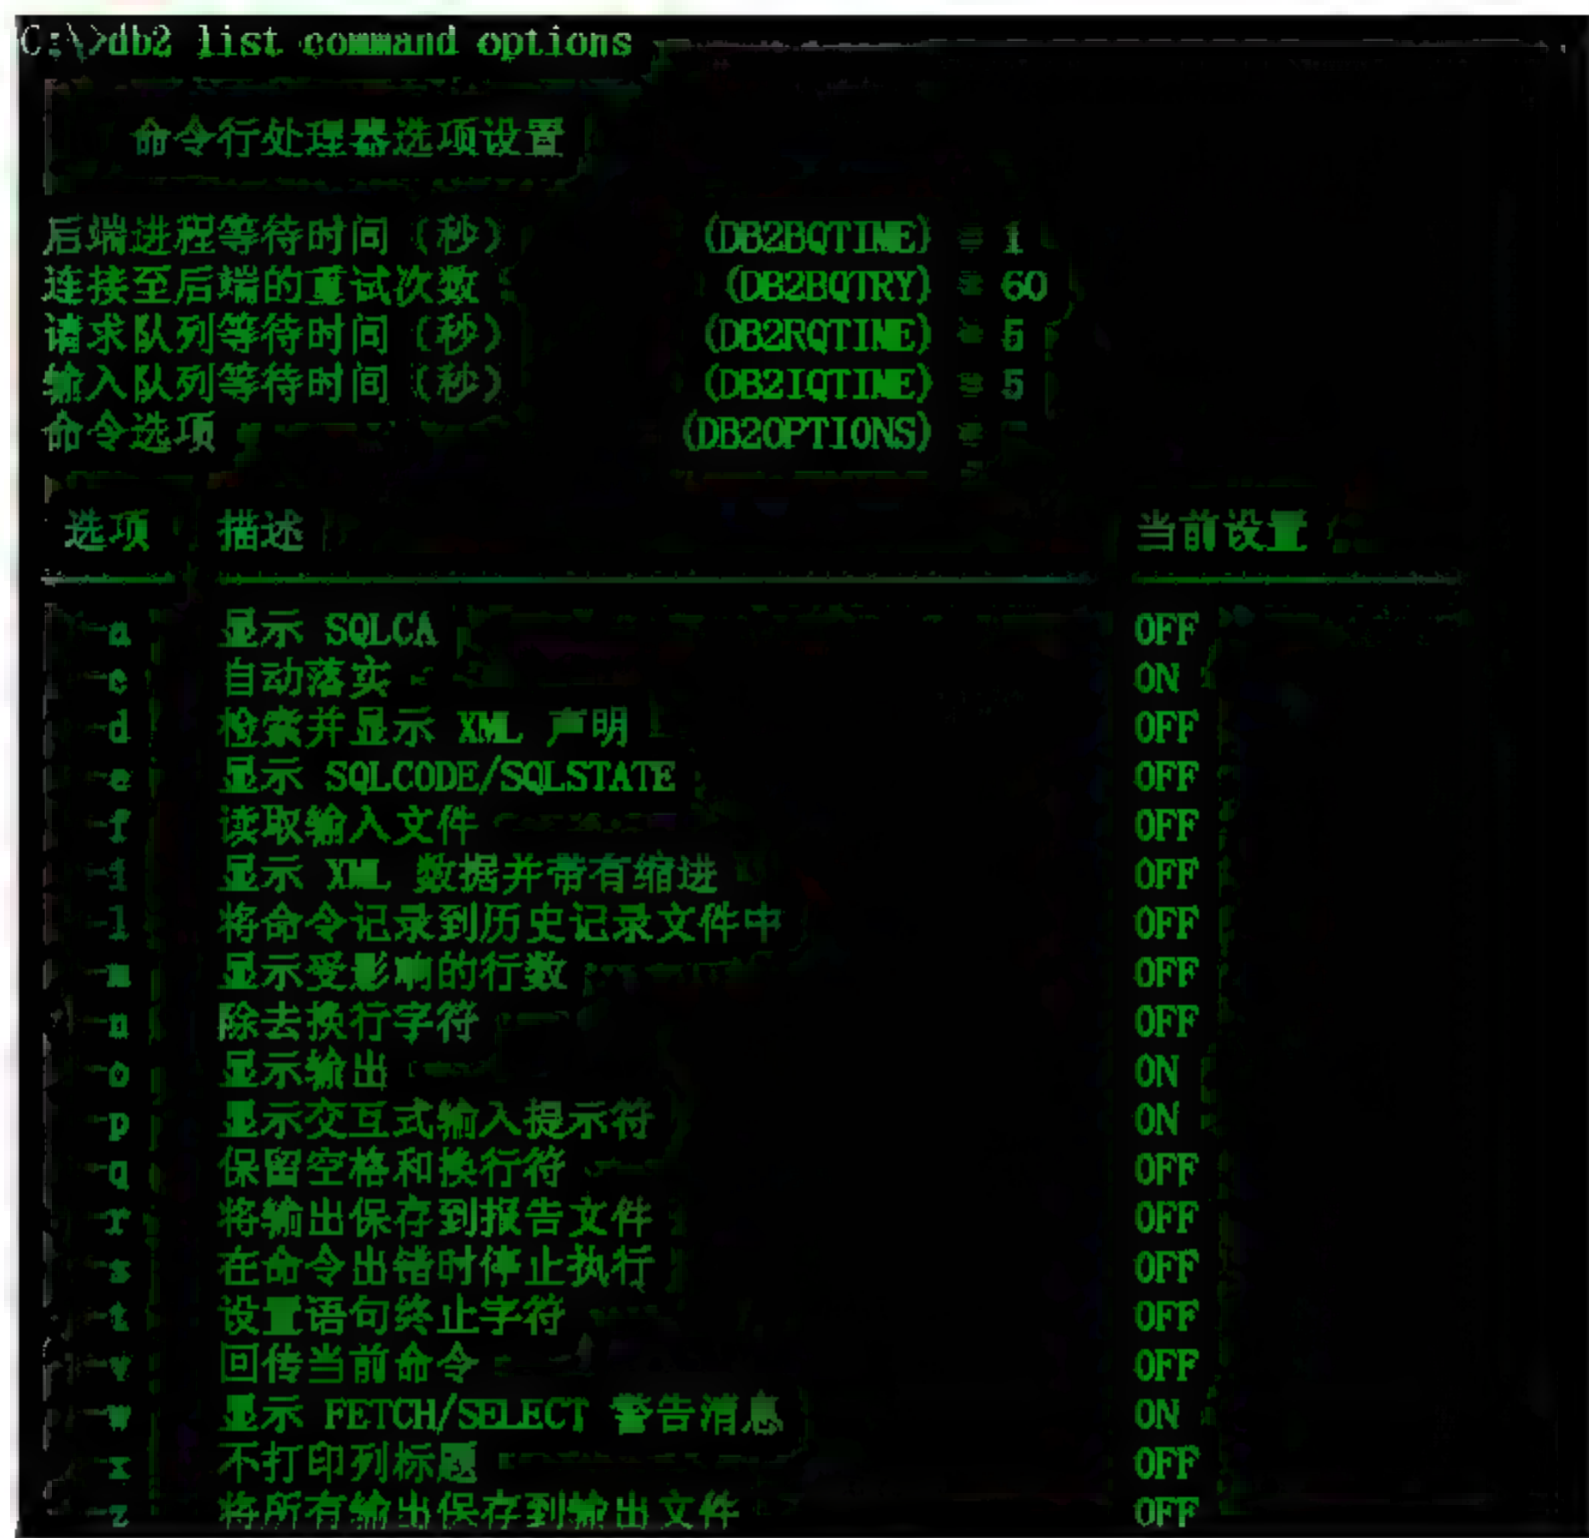 C:\>db2 list command options
命令行处理器选项设置
后端进程等待时间（秒） (DB2BQTIME) = 1
连接至后端的重试次数 (DB2BQTRY) = 60
请求队列等待时间（秒） (DB2RQTIME) = 5
输入队列等待时间（秒） (DB2IQTIME) = 5
命令选项 (DB2OPTIONS) =
选项 描述 当前设置
-a 显示 SQLCA OFF
-c 自动落实 ON
-d 检索并显示 XML 声明 OFF
-e 显示 SQLCODE/SQLSTATE OFF
-f 读取输入文件 OFF
-i 显示 XML 数据并带有缩进 OFF
-l 将命令记录到历史记录文件中 OFF
-m 显示受影响的行数 OFF
-n 除去换行字符 OFF
-o 显示输出 ON
-p 显示交互式输入提示符 ON
-q 保留空格和换行符 OFF
-r 将输出保存到报告文件 OFF
-s 在命令出错时停止执行 OFF
-t 设置语句终止字符 OFF
-v 回传当前命令 OFF
-w 显示 FETCH/SELECT 警告消息 ON
-x 不打印列标题 OFF
-z 将所有输出保存到输出文件 OFF